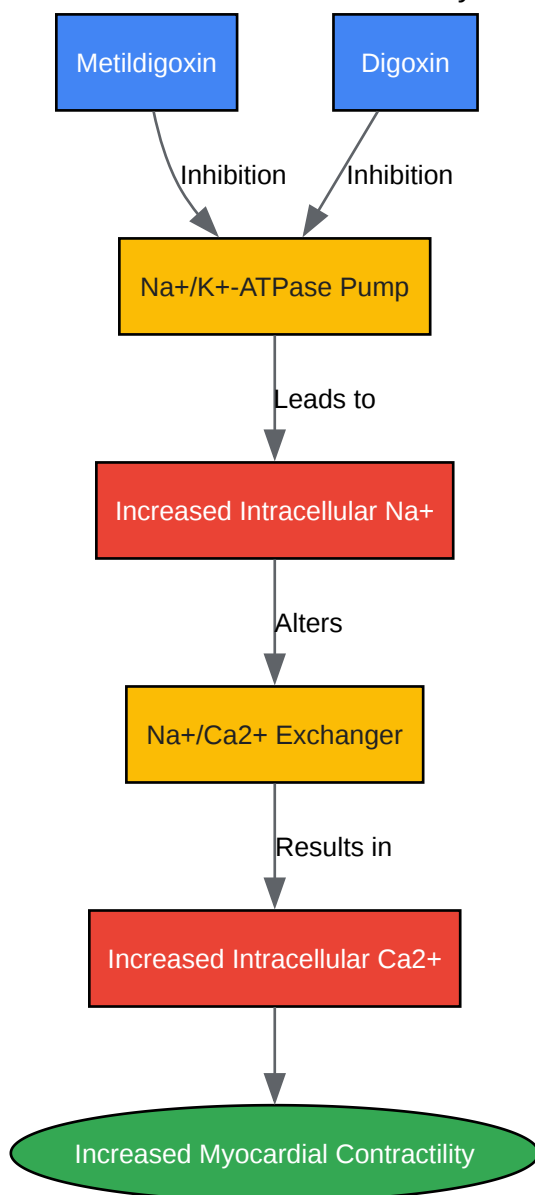 Metildigoxin
Digoxin
Inhibition
Inhibition
Na+/K+-ATPase Pump
Leads to
Increased Intracellular Na+
Alters
Na+/Ca2+ Exchanger
Results in
Increased Intracellular Ca2+
Increased Myocardial Contractility